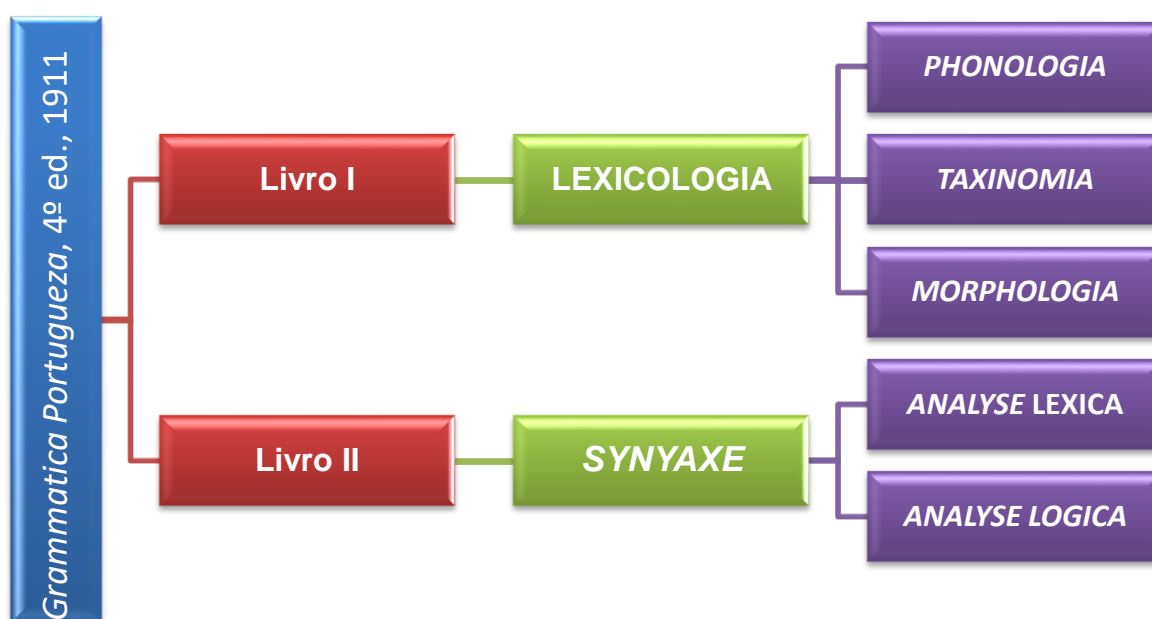 Grammatica Portugueza, 4º ed., 1911
Livro I
LEXICOLOGIA
PHONOLOGIA
TAXINOMIA
MORPHOLOGIA
Livro II
SYNYAXE
ANALYSE LEXICA
ANALYSE LOGICA